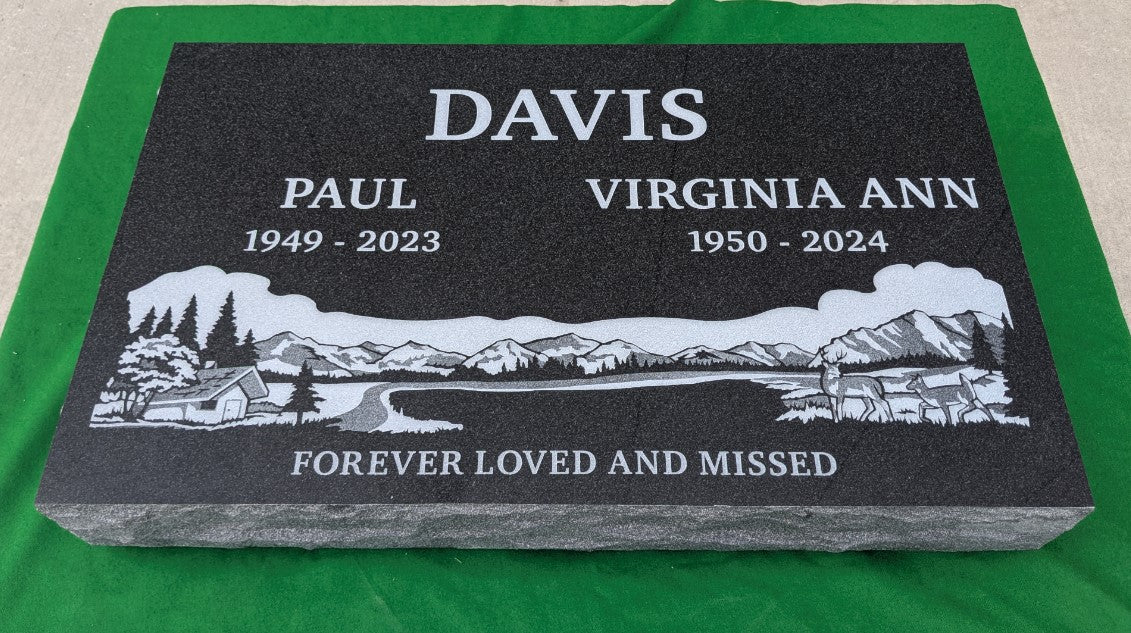 DAVIS
PAUL
VIRGINIA ANN
1949 - 2023
1950 - 2024
FOREVER LOVED AND MISSED